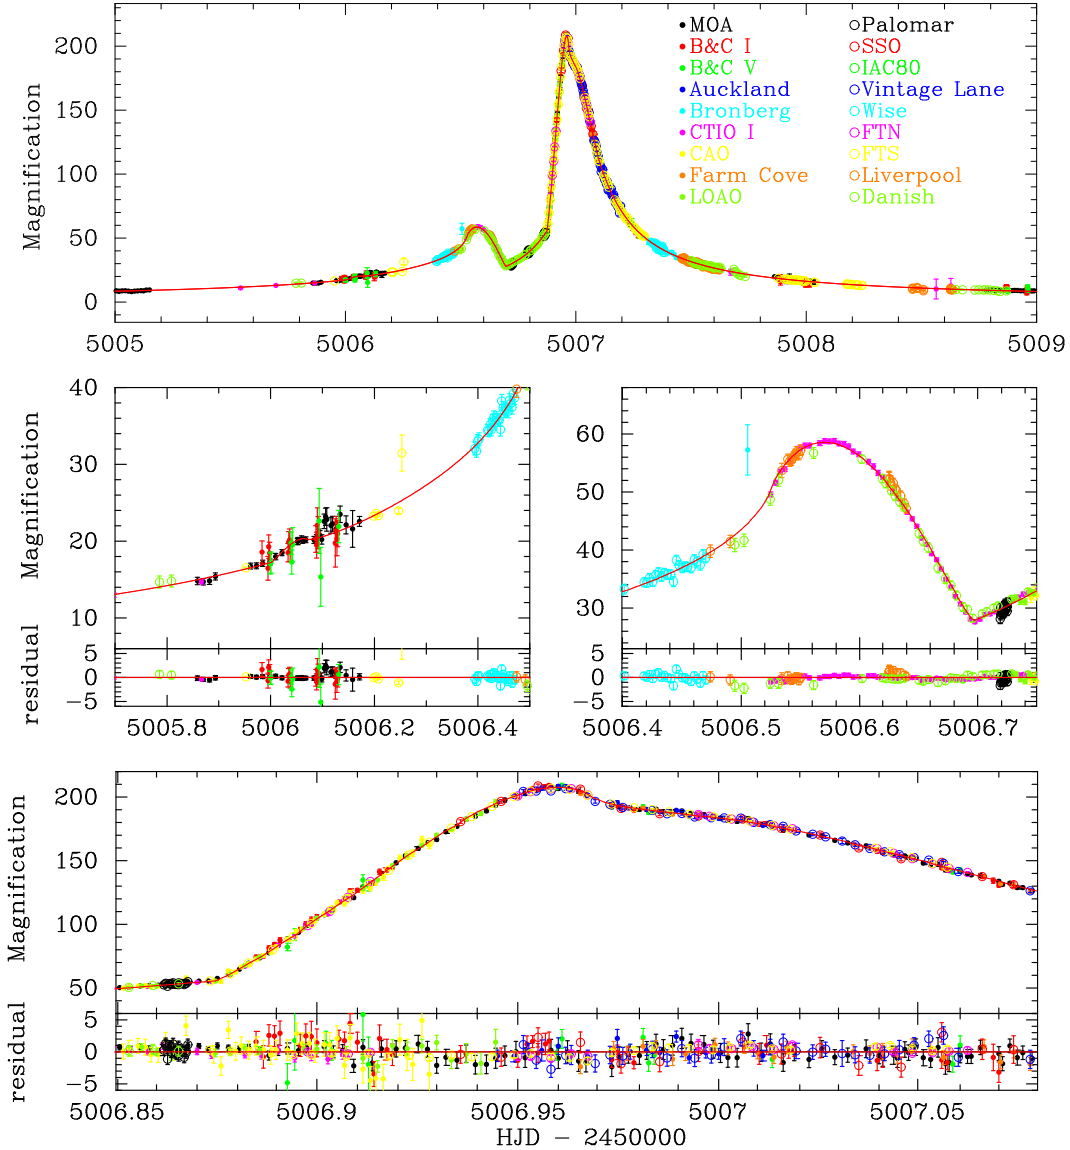 MOA Palomar
B&C I SSO
B&C V IAC80
Auckland Vintage Lane
Bronberg Wise
CTIO I FTN
CAO FTS
Farm Cove Liverpool
LOAO Danish
Magnification
200
150
100
50
0
5005 5006 5007 5008 5009
Magnification
40
30
20
10
residual
5
0
−5
5005.8 5006 5006.2 5006.4
Magnification
60
50
40
30
5
0
−5
5006.4 5006.5 5006.6 5006.7
Magnification
200
150
100
50
residual
5
0
−5
5006.85 5006.9 5006.95 5007 5007.05
HJD − 2450000